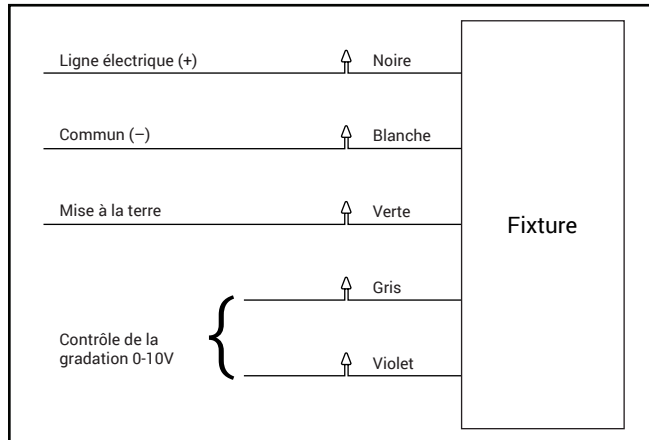 Ligne électrique (+)
Noire
Commun (−)
Blanche
Mise à la terre
Verte
Fixture
Gris
Contrôle de la
gradation 0-10V
Violet